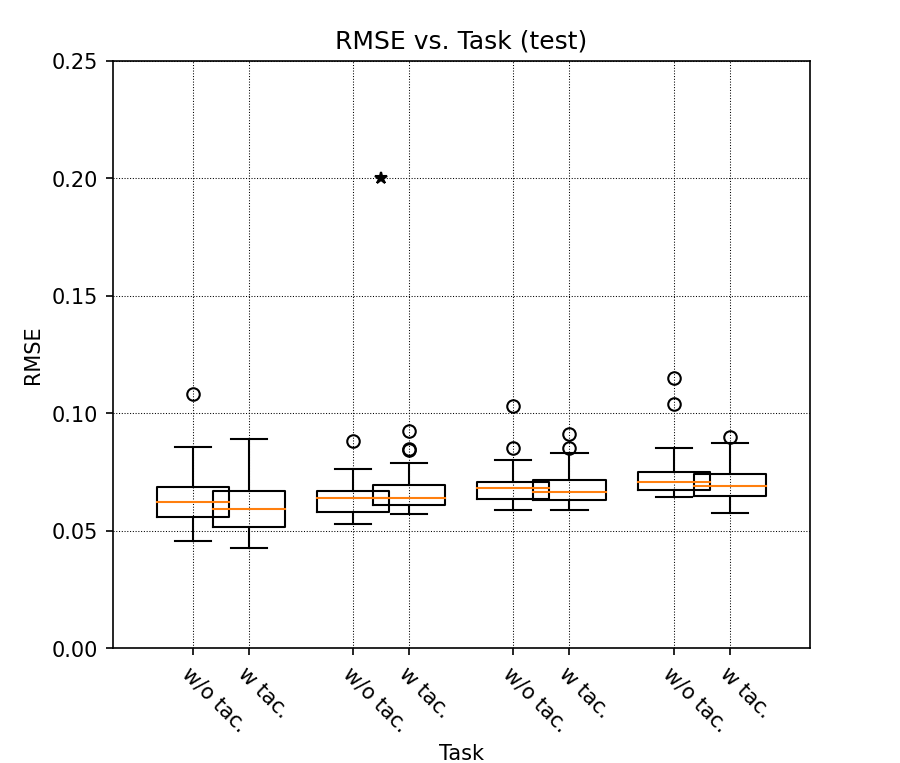 RMSE vs. Task (test)
0.25
0.20
0.15
0.10
0.05
0.00
RMSE
w/o tac.
w tac.
w/o tac.
w tac.
w/o tac.
w tac.
w/o tac.
w tac.
Task